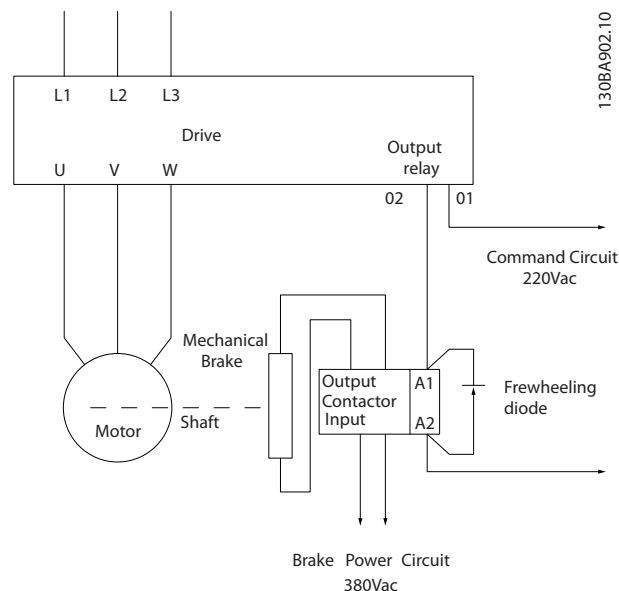 130BA902.10
L1 L2 L3
Drive
Output
relay
U V W
02 01
Command Circuit
220Vac
Mechanical
Brake
Output
Contactor
Input
A1
A2
Frewheeling
diode
Shaft
Motor
Brake Power Circuit
380Vac